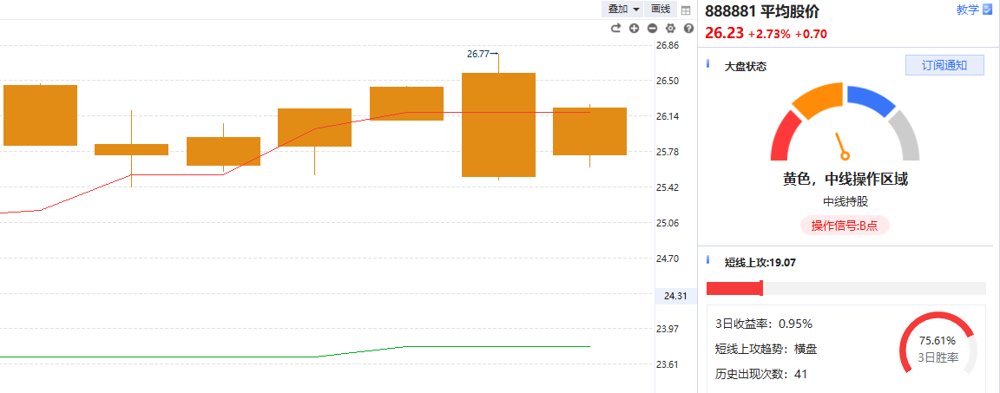 叠加 画线
26.86
26.77
26.50
26.14
25.78
25.42
25.06
24.70
24.31
23.97
23.61
888881 平均股价
教学
26.23 +2.73% +0.70
大盘状态
订阅通知
黄色，中线操作区域
中线持股
操作信号:B点
短线上攻:19.07
3日收益率：0.95%
短线上攻趋势：横盘
历史出现次数：41
75.61%
3日胜率